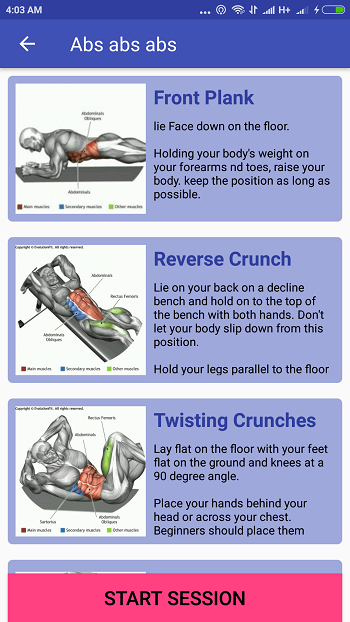 4:03 AM
... H+
Abs abs abs
Abdominals
Obliques
Abdominals
Main muscles Secondary muscles Other muscles
Front Plank
lie Face down on the floor.
Holding your body's weight on
your forearms nd toes, raise your
body. keep the position as long as
possible.
Copyright © EvolutionFit. All rights reserved.
Abdominals
Rectus Femoris
Abdominals
Obliques
Main muscles Secondary muscles Other muscles
Reverse Crunch
Lie on your back on a decline
bench and hold on to the top of
the bench with both hands. Don't
let your body slip down from this
position.
Hold your legs parallel to the floor
Copyright © EvolutionFit. All rights reserved.
Rectus Femoris
Abdominals
Sartorius
Abdominals
Obliques
Main muscles Secondary muscles Other muscles
Twisting Crunches
Lay flat on the floor with your feet
flat on the ground and knees at a
90 degree angle.
Place your hands behind your
head or across your chest.
Beginners should place them
START SESSION